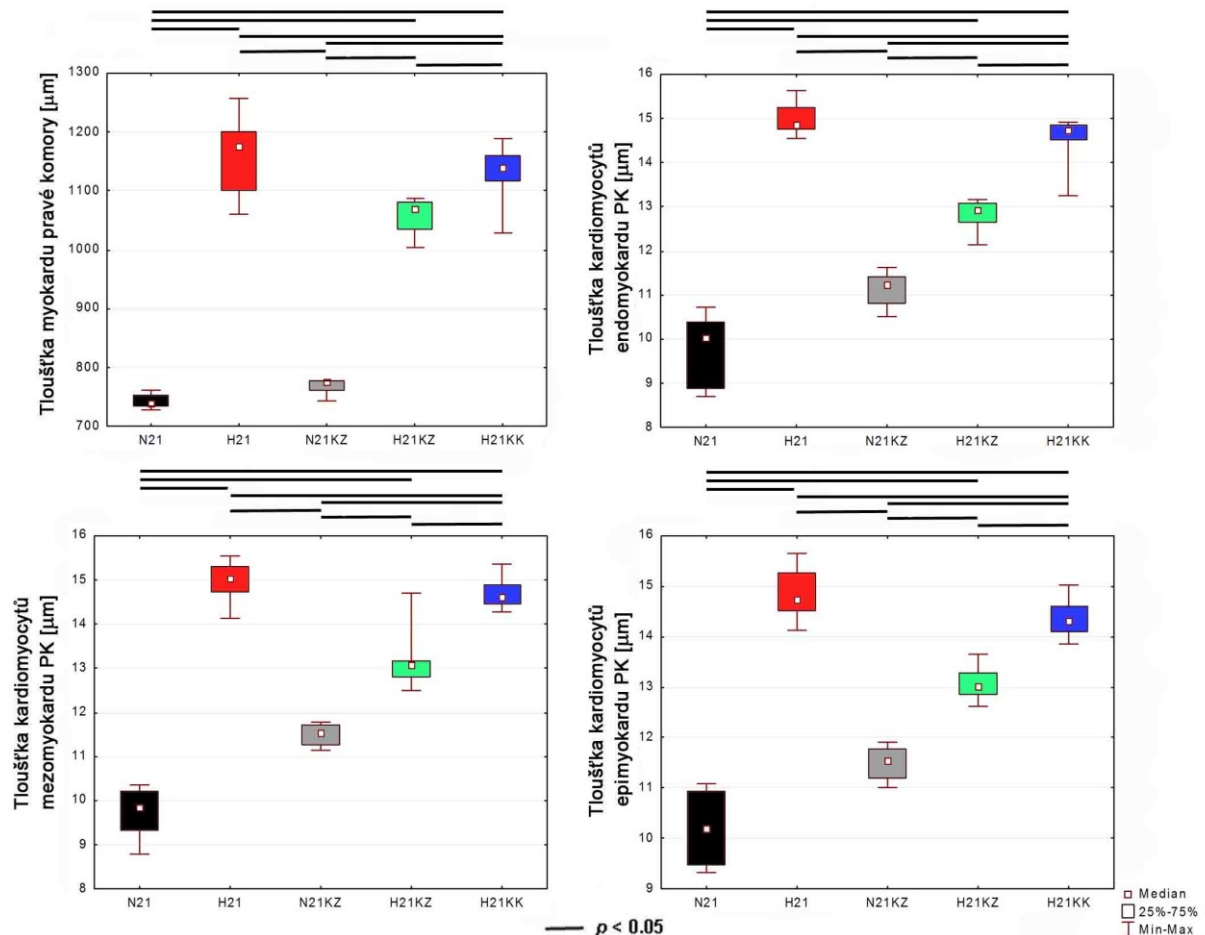 Tloušťka myokardu pravé komory [µm]
1300
1200
1100
1000
900
800
700
N21 H21 N21KZ H21KZ H21KK
Tloušťka kardiomyocytů
endomyokardu PK [µm]
16
15
14
13
12
11
10
9
8
N21 H21 N21KZ H21KZ H21KK
Tloušťka kardiomyocytů
mezomyokardu PK [µm]
16
15
14
13
12
11
10
9
8
N21 H21 N21KZ H21KZ H21KK
Tloušťka kardiomyocytů
epimyokardu PK [µm]
16
15
14
13
12
11
10
9
N21 H21 N21KZ H21KZ H21KK
p < 0.05
Median
25%-75%
Min-Max